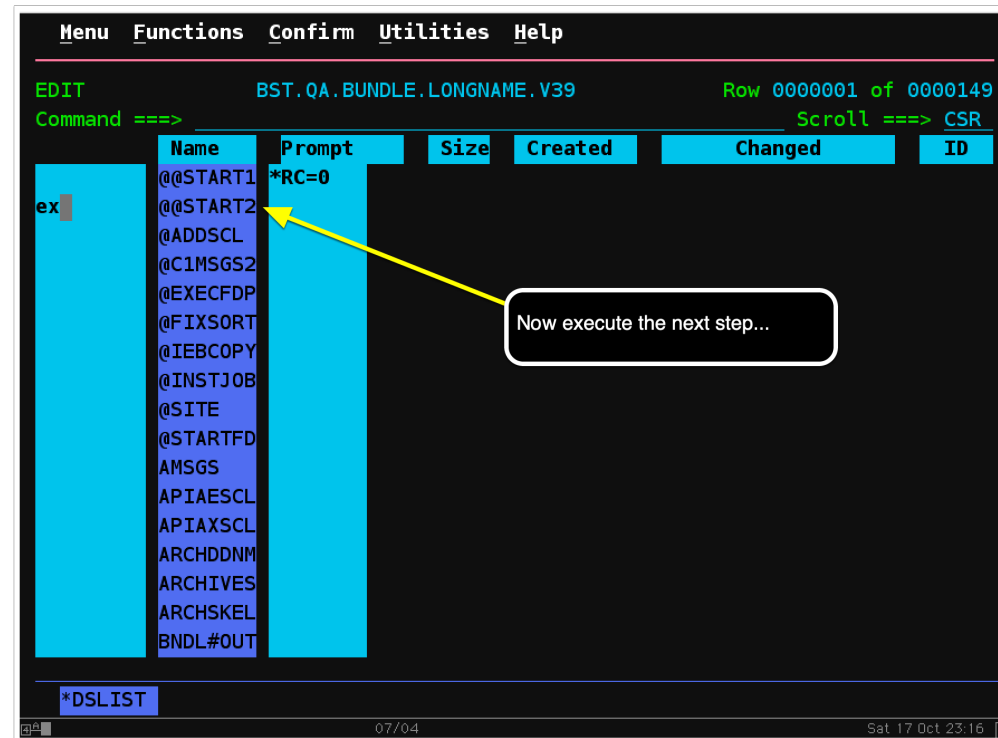 Menu Functions Confirm Utilities Help
EDIT BST.QA.BUNDLE.LONGNAME.V39 Row 0000001 of 0000149
Command ===> Scroll ===> CSR
Name Prompt Size Created Changed ID
@@START1 *RC=0
ex @@START2
@ADDSCL
@C1MSGS2
@EXECFDP
Now execute the next step...
@FIXSORT
@IEBCOPY
@INSTJOB
@SITE
@STARTFD
AMSGS
APIAESCL
APIAXSCL
ARCHDDNM
ARCHIVES
ARCHSKEL
BNDL#OUT
*DSLIST
4 A 07/04 Sat 17 Oct 23:16